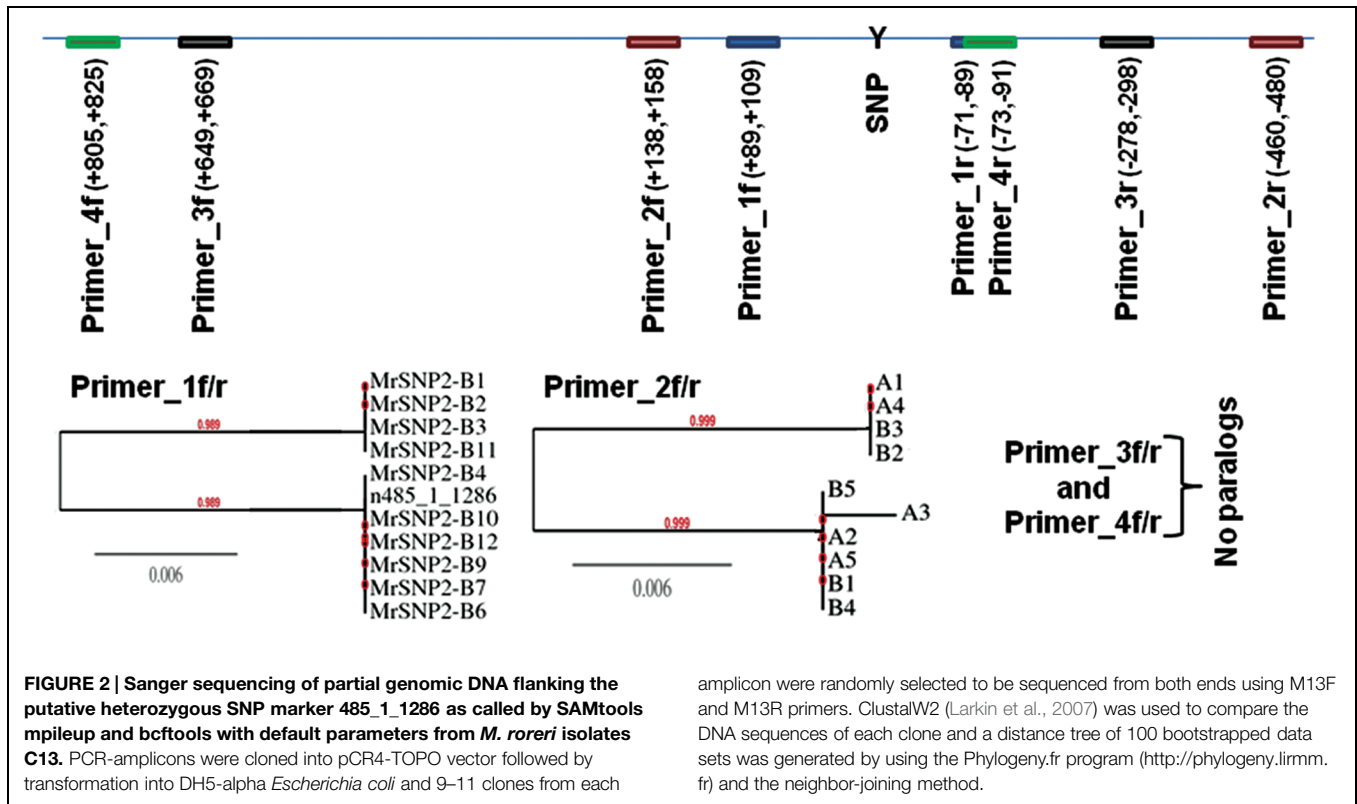 Y
SNP
Primer_4f (+805,+825)
Primer_3f (+649,+669)
Primer_2f (+138,+158)
Primer_1f (+89,+109)
Primer_1r (-71,-89)
Primer_4r (-73,-91)
Primer_3r (-278,-298)
Primer_2r (-460,-480)
Primer_1f/r
0.989
0.989
0.006
MrSNP2-B1
MrSNP2-B2
MrSNP2-B3
MrSNP2-B11
MrSNP2-B4
n485_1_1286
MrSNP2-B10
MrSNP2-B12
MrSNP2-B9
MrSNP2-B7
MrSNP2-B6
Primer_2f/r
0.999
0.999
0.006
A1
A4
B3
B2
B5
A3
A2
A5
B1
B4
Primer_3f/r
and
Primer_4f/r
No paralogs
FIGURE 2 | Sanger sequencing of partial genomic DNA flanking the
putative heterozygous SNP marker 485_1_1286 as called by SAMtools
mpileup and bcftools with default parameters from M. roreri isolates
C13. PCR-amplicons were cloned into pCR4-TOPO vector followed by
transformation into DH5-alpha Escherichia coli and 9–11 clones from each
amplicon were randomly selected to be sequenced from both ends using M13F
and M13R primers. ClustalW2 (Larkin et al., 2007) was used to compare the
DNA sequences of each clone and a distance tree of 100 bootstrapped data
sets was generated by using the Phylogeny.fr program (http://phylogeny.lirmm.
fr) and the neighbor-joining method.